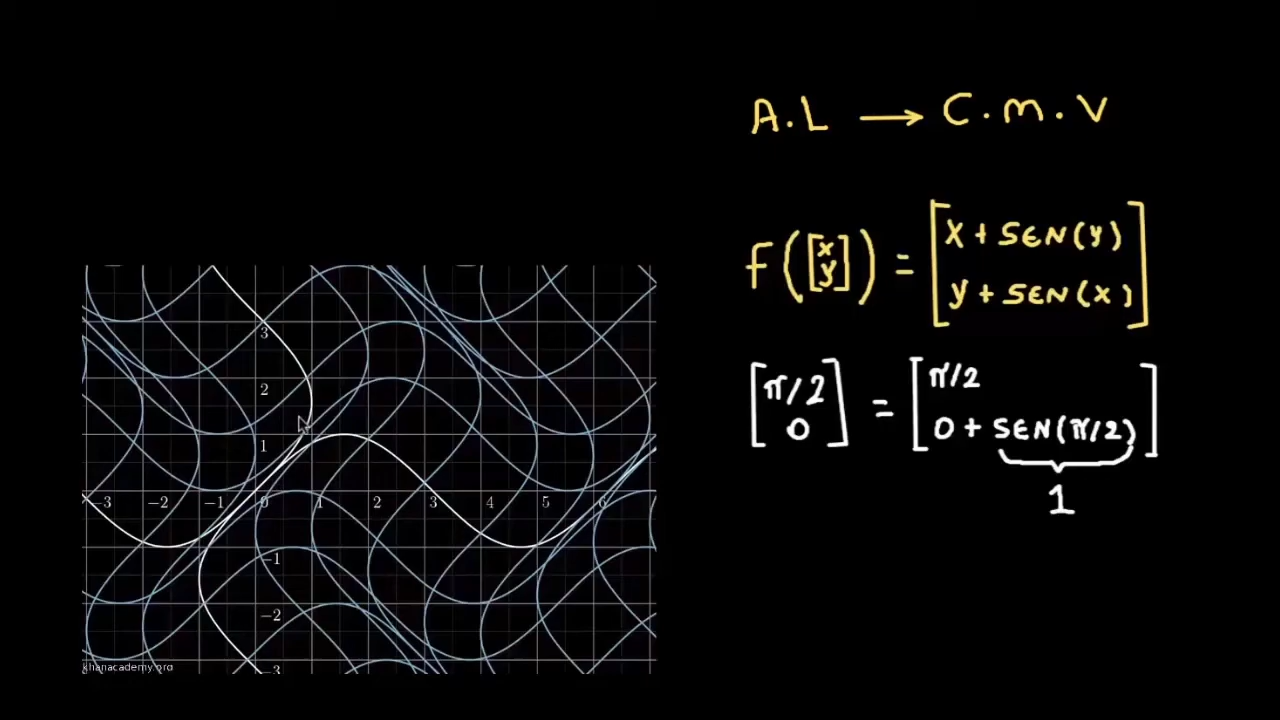 A.L → C.m.V
F([x y]) = [x + SEN(y)
y + SEN(x)]
[π/2 0] = [π/2
0 + SEN(π/2)]
1
3
2
1
-3 -2 -1 0 1 2 3 4 5 6
-1
-2
-3
khanacademy.org